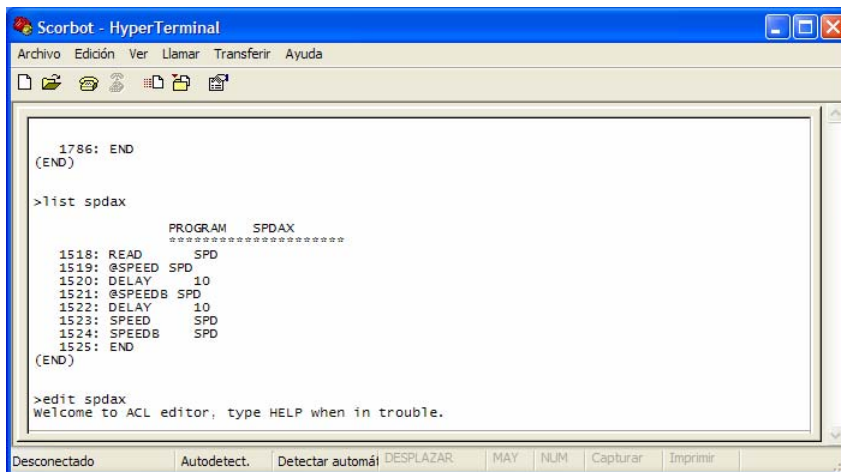 Scorbot - HyperTerminal
Archivo Edición Ver Llamar Transferir Ayuda
1786: END
(END)
>list spdax
PROGRAM SPDAX
*********************
1518: READ SPD
1519: @SPEED SPD
1520: DELAY 10
1521: @SPEEDB SPD
1522: DELAY 10
1523: SPEED SPD
1524: SPEEDB SPD
1525: END
(END)
>edit spdax
Welcome to ACL editor, type HELP when in trouble.
Desconectado Autodetect. Detectar automát DESPLAZAR MAY NUM Capturar Imprimir